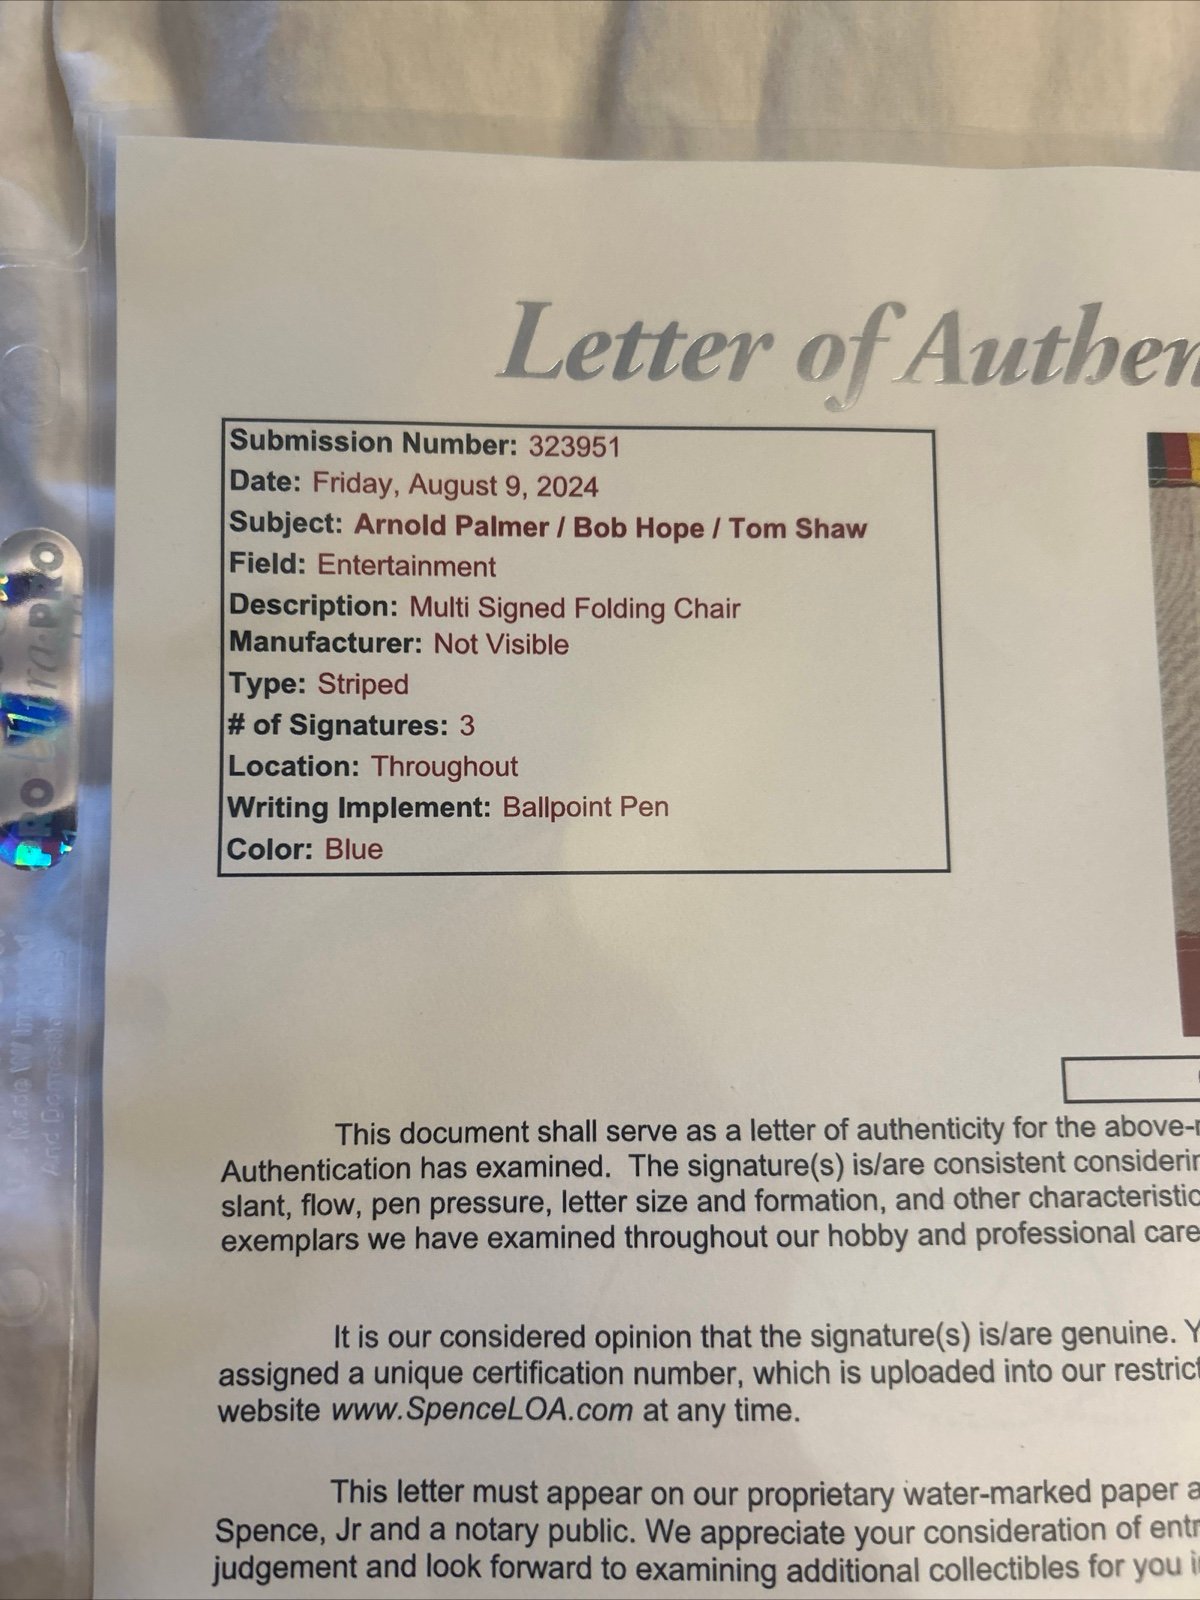 Letter of Authen
Submission Number: 323951
Date: Friday, August 9, 2024
Subject: Arnold Palmer / Bob Hope / Tom Shaw
Field: Entertainment
Description: Multi Signed Folding Chair
Manufacturer: Not Visible
Type: Striped
# of Signatures: 3
Location: Throughout
Writing Implement: Ballpoint Pen
Color: Blue
This document shall serve as a letter of authenticity for the above-
Authentication has examined.  The signature(s) is/are consistent considerin
slant, flow, pen pressure, letter size and formation, and other characteristic
exemplars we have examined throughout our hobby and professional care
It is our considered opinion that the signature(s) is/are genuine. Y
assigned a unique certification number, which is uploaded into our restrict
website www.SpenceLOA.com at any time.
This letter must appear on our proprietary water-marked paper a
Spence, Jr and a notary public. We appreciate your consideration of entr
judgement and look forward to examining additional collectibles for you i
Ultra·PRO
PRO